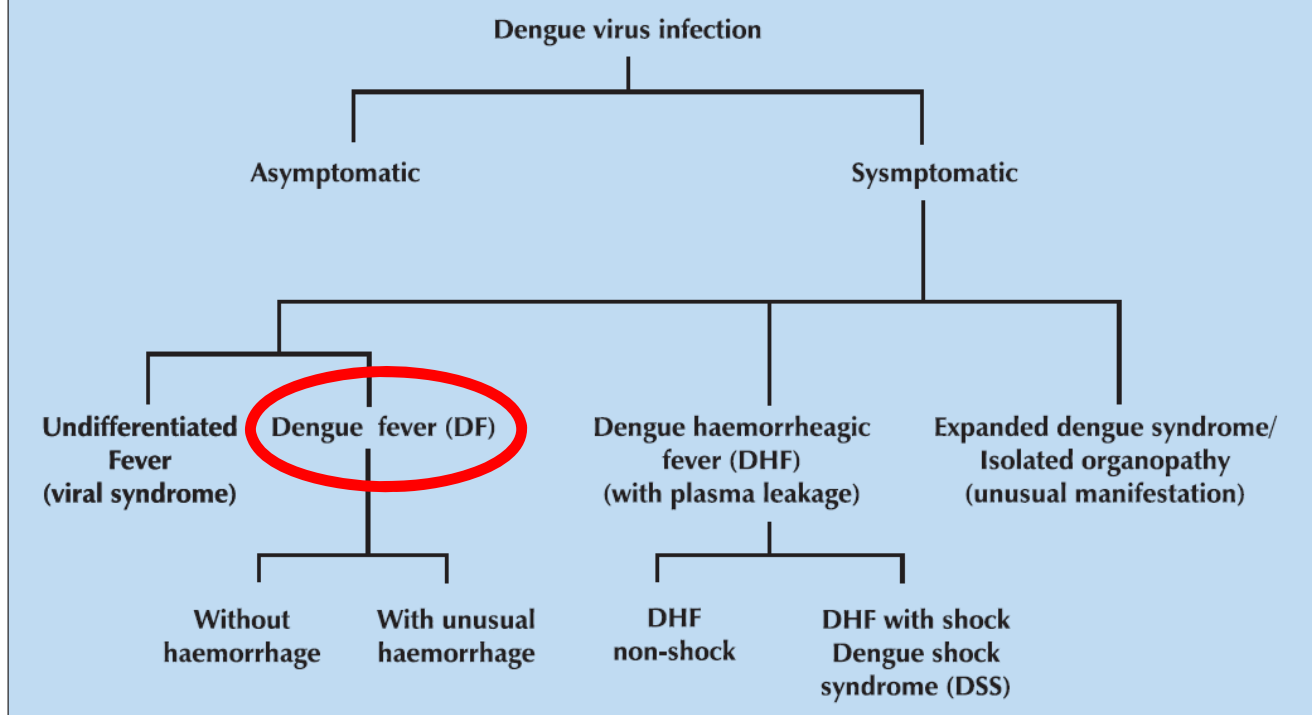 Dengue virus infection
Asymptomatic
Sysmptomatic
Undifferentiated
Fever
(viral syndrome)
Dengue fever (DF)
Dengue haemorrheagic
fever (DHF)
(with plasma leakage)
Expanded dengue syndrome/
Isolated organopathy
(unusual manifestation)
Without
haemorrhage
With unusual
haemorrhage
DHF
non-shock
DHF with shock
Dengue shock
syndrome (DSS)